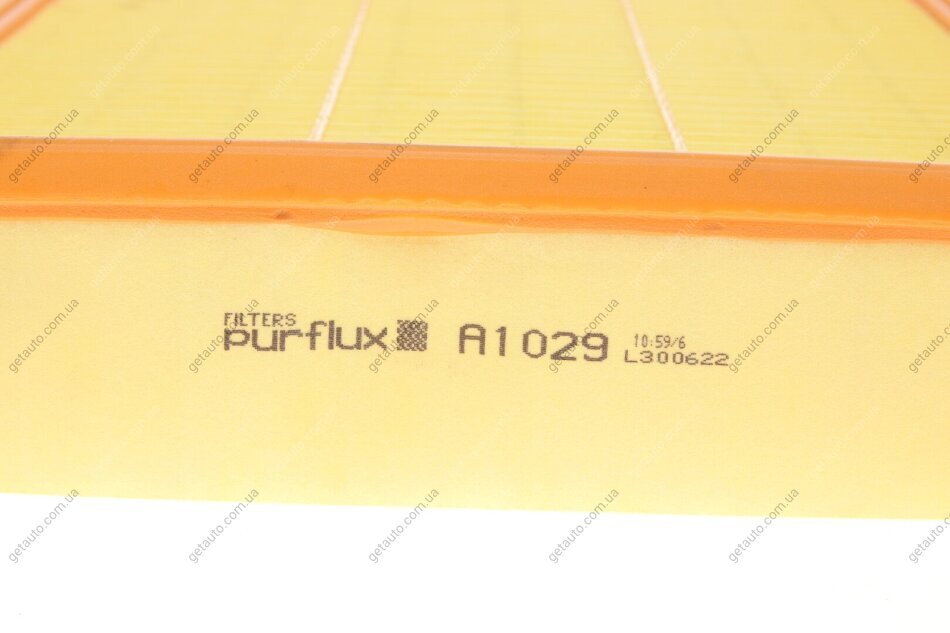 FILTERS
purflux A1029 10:59/6
L300622
getauto.com.ua